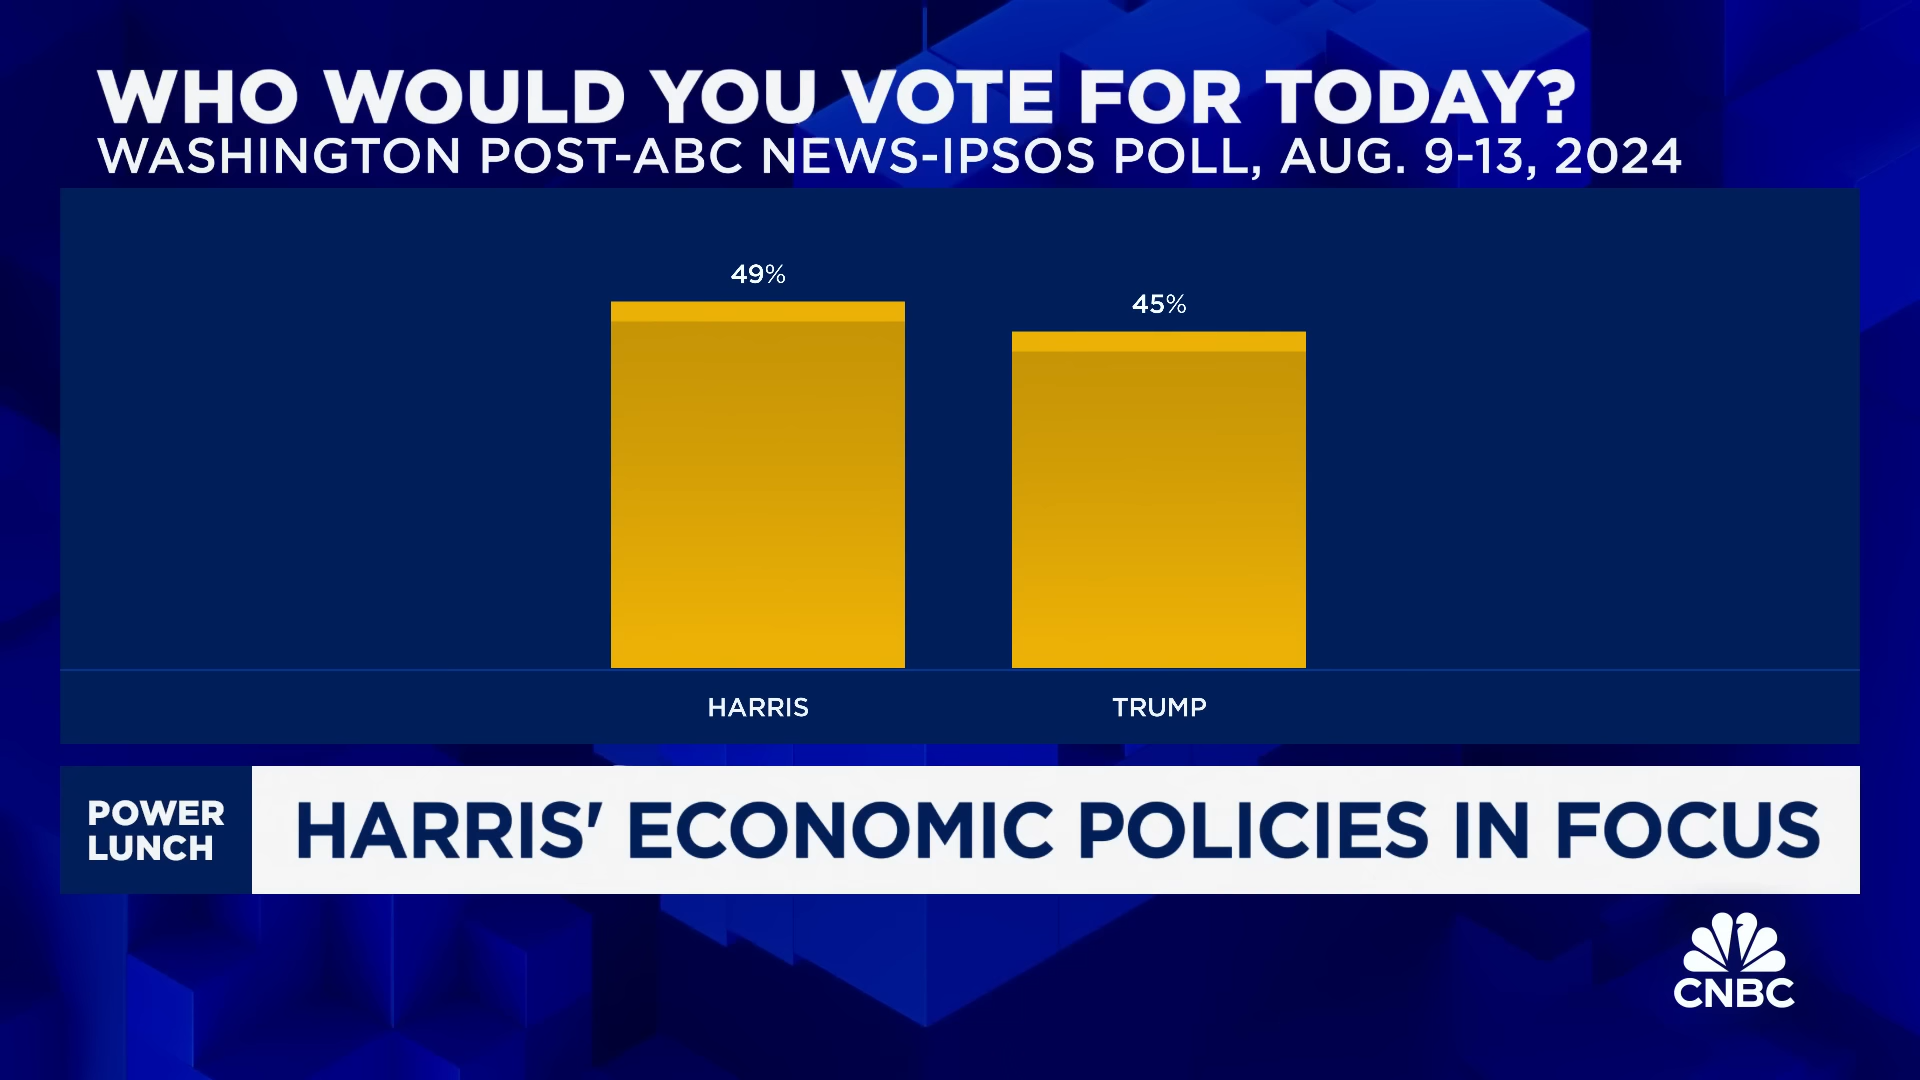 WHO WOULD YOU VOTE FOR TODAY?
WASHINGTON POST-ABC NEWS-IPSOS POLL, AUG. 9-13, 2024
49%
45%
HARRIS
TRUMP
POWER
LUNCH
HARRIS' ECONOMIC POLICIES IN FOCUS
CNBC